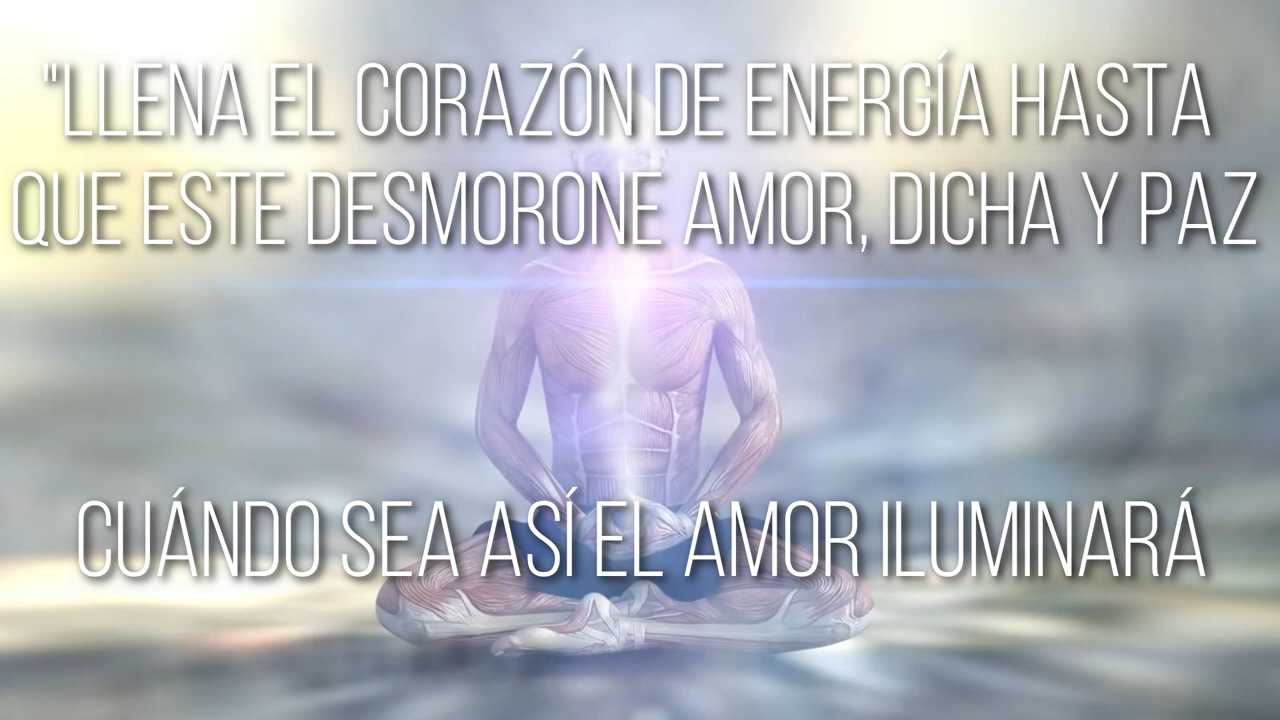 "LLENA EL CORAZÓN DE ENERGÍA HASTA
QUE ESTE DESMORONE AMOR, DICHA Y PAZ
CUÁNDO SEA ASÍ EL AMOR ILUMINARÁ